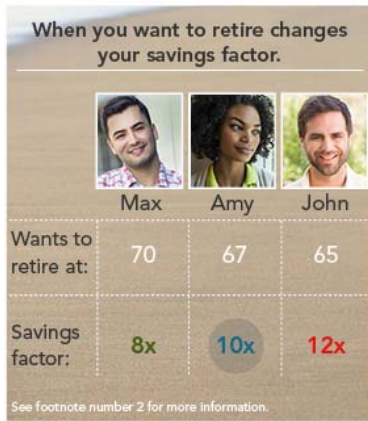 When you want to retire changes
your savings factor.
Max Amy John
Wants to
retire at: 70 67 65
Savings
factor: 8x 10x 12x
See footnote number 2 for more information.